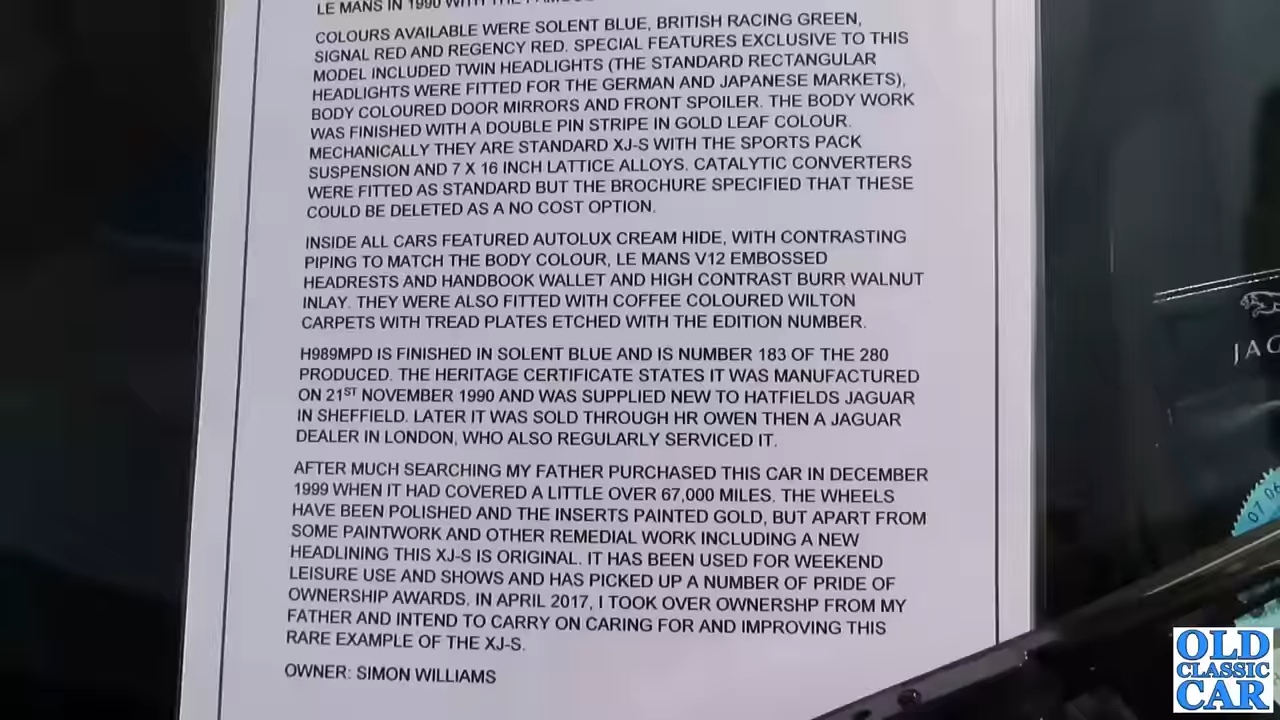 LE MANS IN 1990 WITH THE
COLOURS AVAILABLE WERE SOLENT BLUE, BRITISH RACING GREEN,
SIGNAL RED AND REGENCY RED. SPECIAL FEATURES EXCLUSIVE TO THIS
MODEL INCLUDED TWIN HEADLIGHTS (THE STANDARD RECTANGULAR
HEADLIGHTS WERE FITTED FOR THE GERMAN AND JAPANESE MARKETS),
BODY COLOURED DOOR MIRRORS AND FRONT SPOILER. THE BODY WORK
WAS FINISHED WITH A DOUBLE PIN STRIPE IN GOLD LEAF COLOUR.
MECHANICALLY THEY ARE STANDARD XJ-S WITH THE SPORTS PACK
SUSPENSION AND 7 X 16 INCH LATTICE ALLOYS. CATALYTIC CONVERTERS
WERE FITTED AS STANDARD BUT THE BROCHURE SPECIFIED THAT THESE
COULD BE DELETED AS A NO COST OPTION.
INSIDE ALL CARS FEATURED AUTOLUX CREAM HIDE, WITH CONTRASTING
PIPING TO MATCH THE BODY COLOUR, LE MANS V12 EMBOSSED
HEADRESTS AND HANDBOOK WALLET AND HIGH CONTRAST BURR WALNUT
INLAY. THEY WERE ALSO FITTED WITH COFFEE COLOURED WILTON
CARPETS WITH TREAD PLATES ETCHED WITH THE EDITION NUMBER.
H989MPD IS FINISHED IN SOLENT BLUE AND IS NUMBER 183 OF THE 280
PRODUCED. THE HERITAGE CERTIFICATE STATES IT WAS MANUFACTURED
ON 21ST NOVEMBER 1990 AND WAS SUPPLIED NEW TO HATFIELDS JAGUAR
IN SHEFFIELD. LATER IT WAS SOLD THROUGH HR OWEN THEN A JAGUAR
DEALER IN LONDON, WHO ALSO REGULARLY SERVICED IT.
AFTER MUCH SEARCHING MY FATHER PURCHASED THIS CAR IN DECEMBER
1999 WHEN IT HAD COVERED A LITTLE OVER 67,000 MILES. THE WHEELS
HAVE BEEN POLISHED AND THE INSERTS PAINTED GOLD, BUT APART FROM
SOME PAINTWORK AND OTHER REMEDIAL WORK INCLUDING A NEW
HEADLINING THIS XJ-S IS ORIGINAL. IT HAS BEEN USED FOR WEEKEND
LEISURE USE AND SHOWS AND HAS PICKED UP A NUMBER OF PRIDE OF
OWNERSHIP AWARDS. IN APRIL 2017, I TOOK OVER OWNERSHP FROM MY
FATHER AND INTEND TO CARRY ON CARING FOR AND IMPROVING THIS
RARE EXAMPLE OF THE XJ-S.
OWNER: SIMON WILLIAMS
JAG
07 06
OLD
CLASSIC
CAR